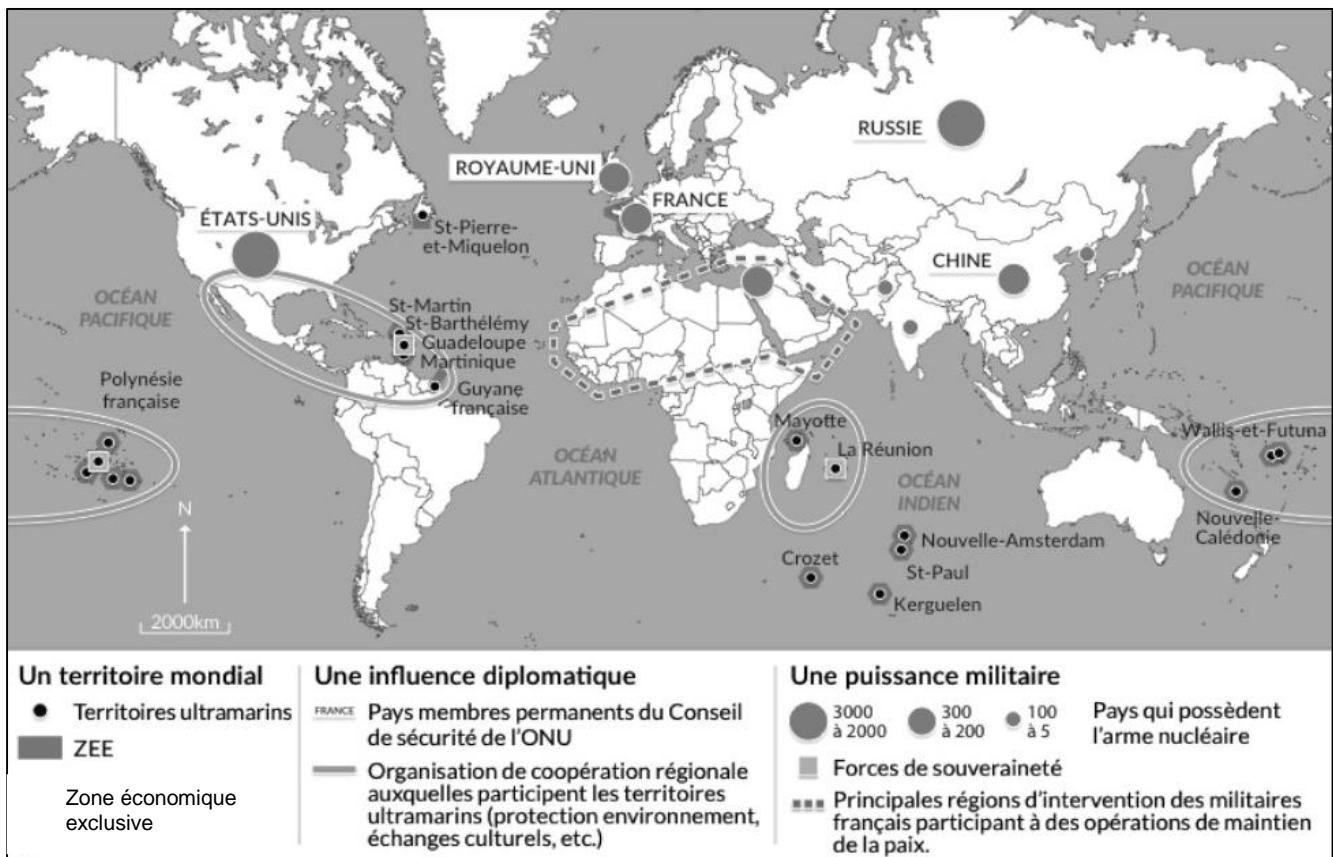 RUSSIE
ROYAUME-UNI
FRANCE
ÉTATS-UNIS
St-Pierre-
et-Miquelon
CHINE
OCÉAN
PACIFIQUE
OCÉAN
PACIFIQUE
St-Martin
St-Barthélémy
Guadeloupe
Martinique
Guyane
française
Polynésie
française
Mayotte
La Réunion
Wallis-et-Futuna
OCÉAN
ATLANTIQUE
OCÉAN
INDIEN
N
Nouvelle-
Calédonie
Nouvelle-Amsterdam
Crozet
St-Paul
Kerguelen
2000km
Un territoire mondial
Territoires ultramarins
ZEE
Zone économique
exclusive
Une influence diplomatique
FRANCE Pays membres permanents du Conseil
de sécurité de l'ONU
Organisation de coopération régionale
auxquelles participent les territoires
ultramarins (protection environnement,
échanges culturels, etc.)
Une puissance militaire
3000
à 2000
300
à 200
100
à 5
Pays qui possèdent
l'arme nucléaire
Forces de souveraineté
Principales régions d'intervention des militaires
français participant à des opérations de maintien
de la paix.